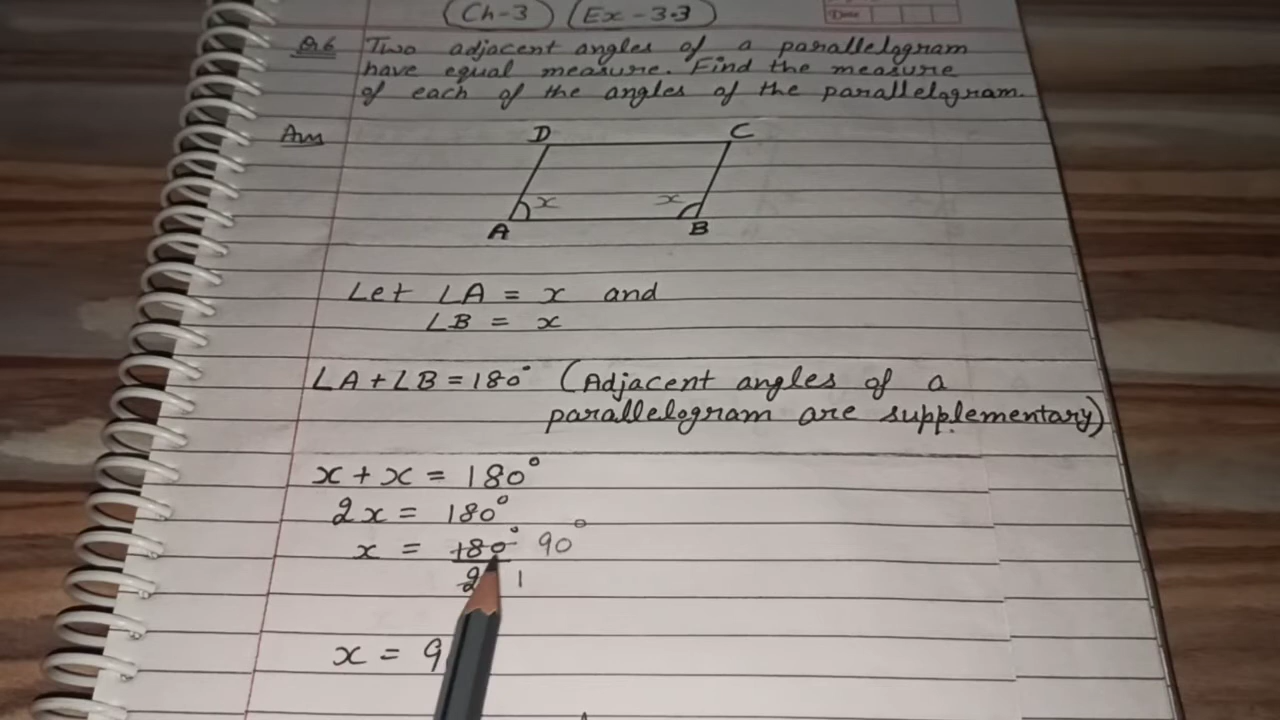 Ch-3 Ex-3.3
Date
Q.6 Two adjacent angles of a parallelogram
have equal measure. Find the measure
of each of the angles of the parallelogram.
Ans
D C
x x
A B
Let ∠A = x and
∠B = x
∠A + ∠B = 180° (Adjacent angles of a
parallelogram are supplementary)
x + x = 180°
2x = 180°
x = 180° 90°
2 1
x = 9